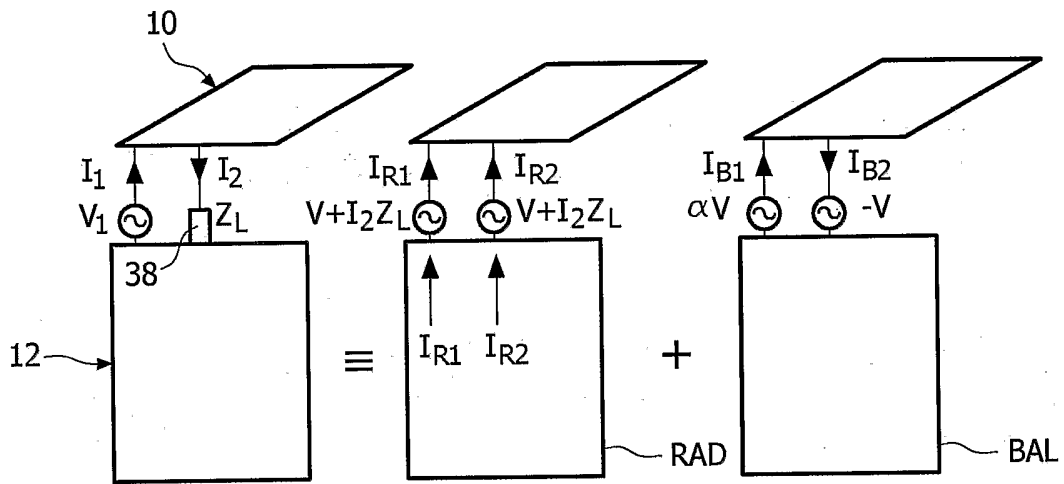 10
I1 I2 IR1 IR2 IB1 IB2
V1 ZL V+I2ZL V+I2ZL αV -V
38
12 IR1 IR2
≡ +
RAD BAL